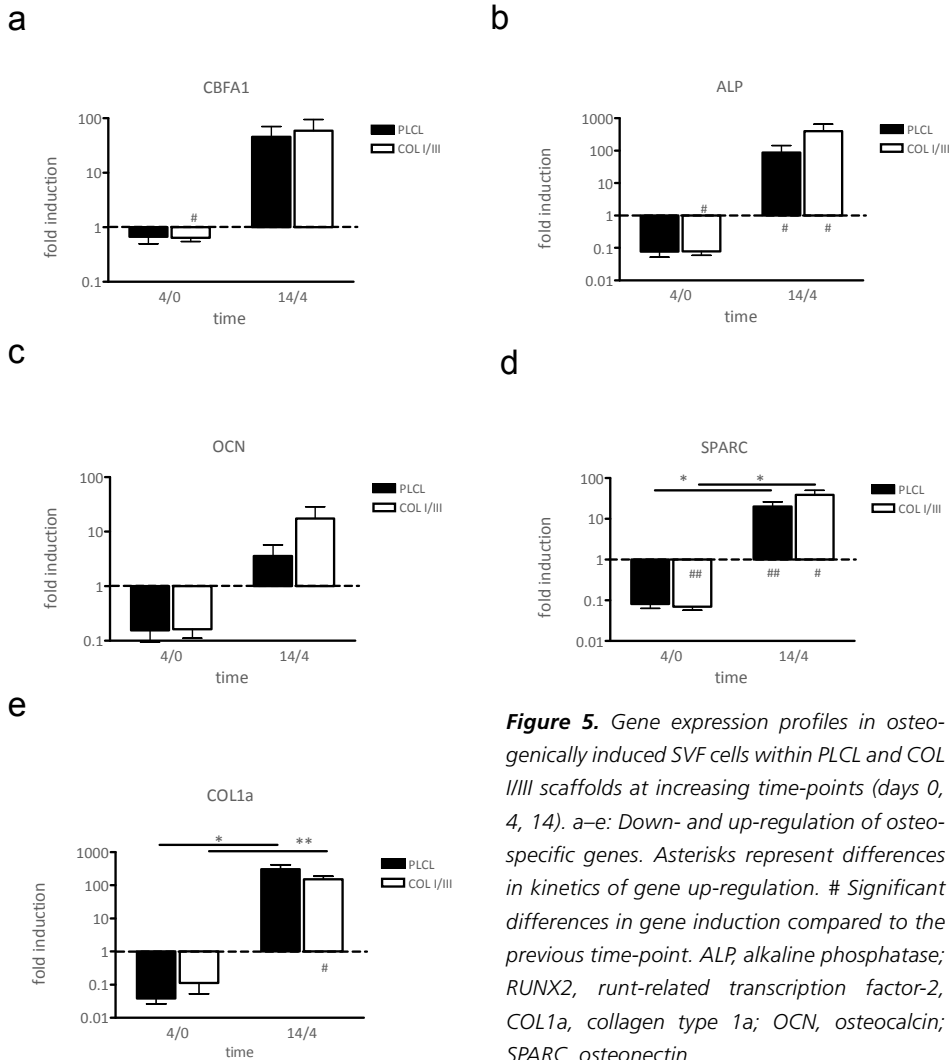 a
CBFA1
100
10
1
0.1
fold induction
#
4/0
14/4
time
PLCL
COL I/III
b
ALP
1000
100
10
1
0.1
0.01
fold induction
#
#
#
4/0
14/4
time
PLCL
COL I/III
c
OCN
100
10
1
0.1
fold induction
4/0
14/4
time
PLCL
COL I/III
d
SPARC
100
10
1
0.1
0.01
fold induction
*
*
##
##
#
4/0
14/4
time
PLCL
COL I/III
e
COL1a
1000
100
10
1
0.1
0.01
fold induction
*
**
#
4/0
14/4
time
PLCL
COL I/III
Figure 5. Gene expression profiles in osteo-
genically induced SVF cells within PLCL and COL
I/III scaffolds at increasing time-points (days 0,
4, 14). a–e: Down- and up-regulation of osteo-
specific genes. Asterisks represent differences
in kinetics of gene up-regulation. # Significant
differences in gene induction compared to the
previous time-point. ALP, alkaline phosphatase;
RUNX2, runt-related transcription factor-2,
COL1a, collagen type 1a; OCN, osteocalcin;
SPARC, osteonectin